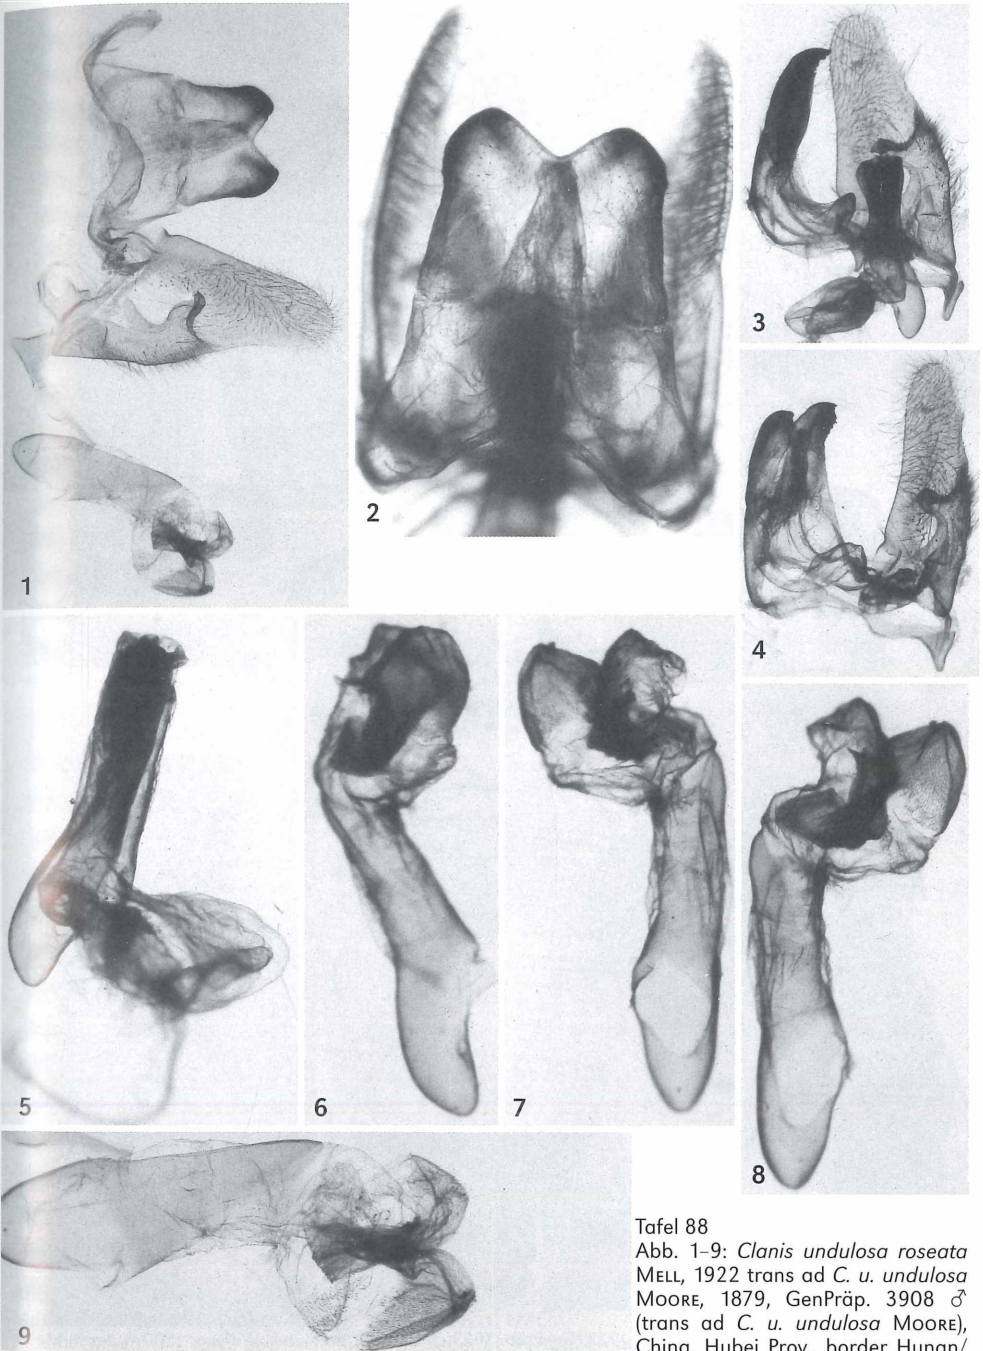 1
2
3
4
5
6
7
8
9
Tafel 88
Abb. 1–9: Clanis undulosa roseata
MELL, 1922 trans ad C. u. undulosa
MOORE, 1879, GenPräp. 3908 ♂
(trans ad C. u. undulosa MOORE),
China, Hubei Prov., border Hunan/